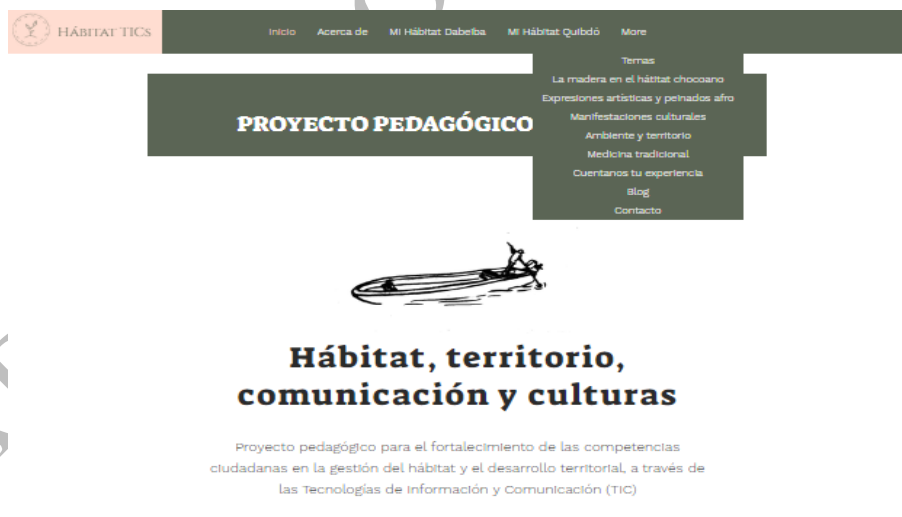 HÁBITAT TICS
Inicio Acerca de Mi Hábitat Dabeiba Mi Hábitat Quibdó More
Temas
La madera en el hátitat chocoano
Expresiones artísticas y peinados afro
Manifestaciones culturales
Ambiente y territorio
Medicina tradicional
Cuentanos tu experiencia
Blog
Contacto
PROYECTO PEDAGÓGICO
Hábitat, territorio,
comunicación y culturas
Proyecto pedagógico para el fortalecimiento de las competencias
ciudadanas en la gestión del hábitat y el desarrollo territorial, a través de
las Tecnologías de Información y Comunicación (TIC)